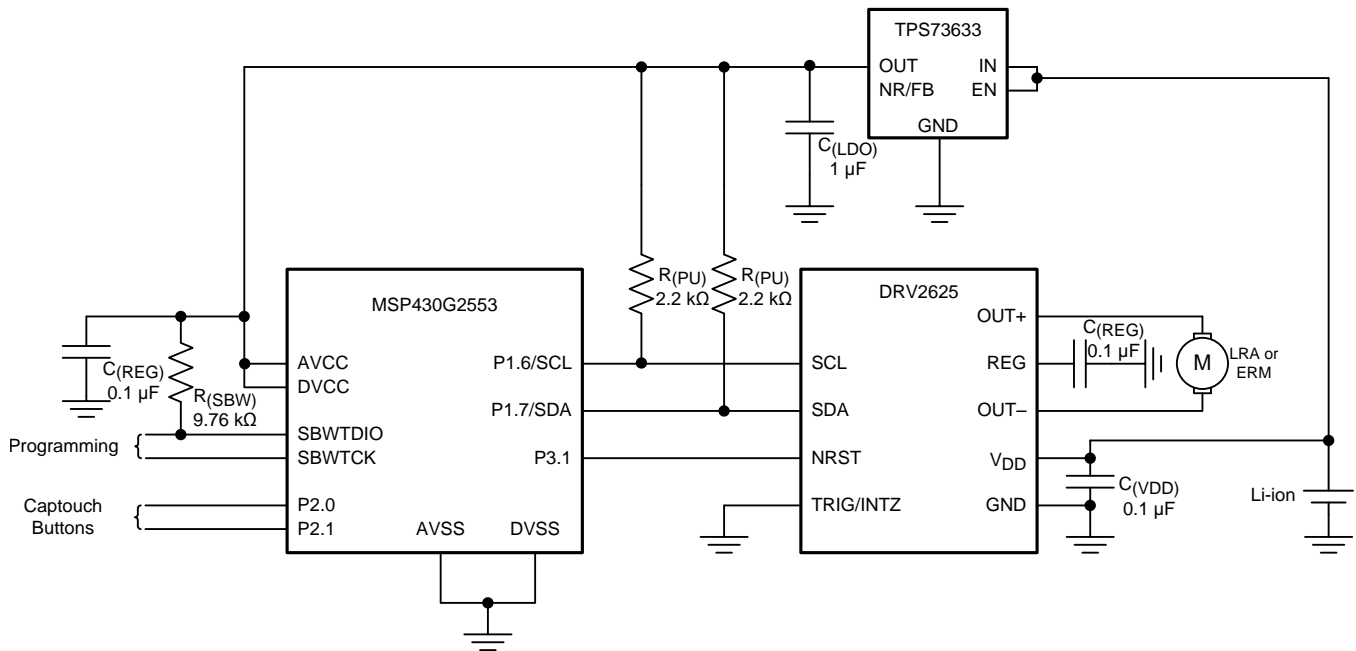 TPS73633
OUT
IN
NR/FB
EN
GND
C(LDO)
1 µF
R(PU)
2.2 kΩ
R(PU)
2.2 kΩ
MSP430G2553
DRV2625
C(REG)
0.1 µF
R(SBW)
9.76 kΩ
AVCC
DVCC
P1.6/SCL
P1.7/SDA
SBWTDIO
SBWTCK
P3.1
P2.0
P2.1
AVSS
DVSS
Programming
Captouch
Buttons
SCL
SDA
NRST
TRIG/INTZ
OUT+
REG
OUT–
VDD
GND
C(REG)
0.1 µF
M
LRA or
ERM
C(VDD)
0.1 µF
Li-ion